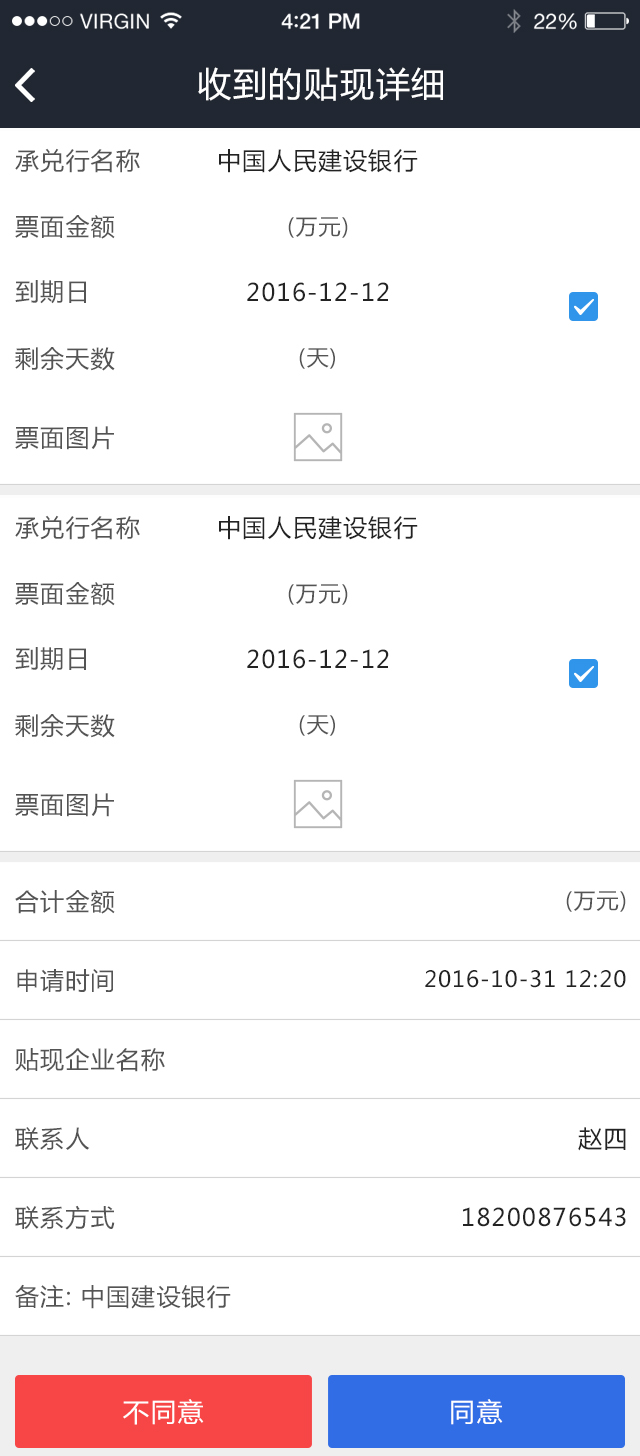 VIRGIN 4:21 PM 22%
收到的贴现详细
承兑行名称 中国人民建设银行
票面金额 (万元)
到期日 2016-12-12
剩余天数 (天)
票面图片
承兑行名称 中国人民建设银行
票面金额 (万元)
到期日 2016-12-12
剩余天数 (天)
票面图片
合计金额 (万元)
申请时间 2016-10-31 12:20
贴现企业名称
联系人 赵四
联系方式 18200876543
备注: 中国建设银行
不同意 同意